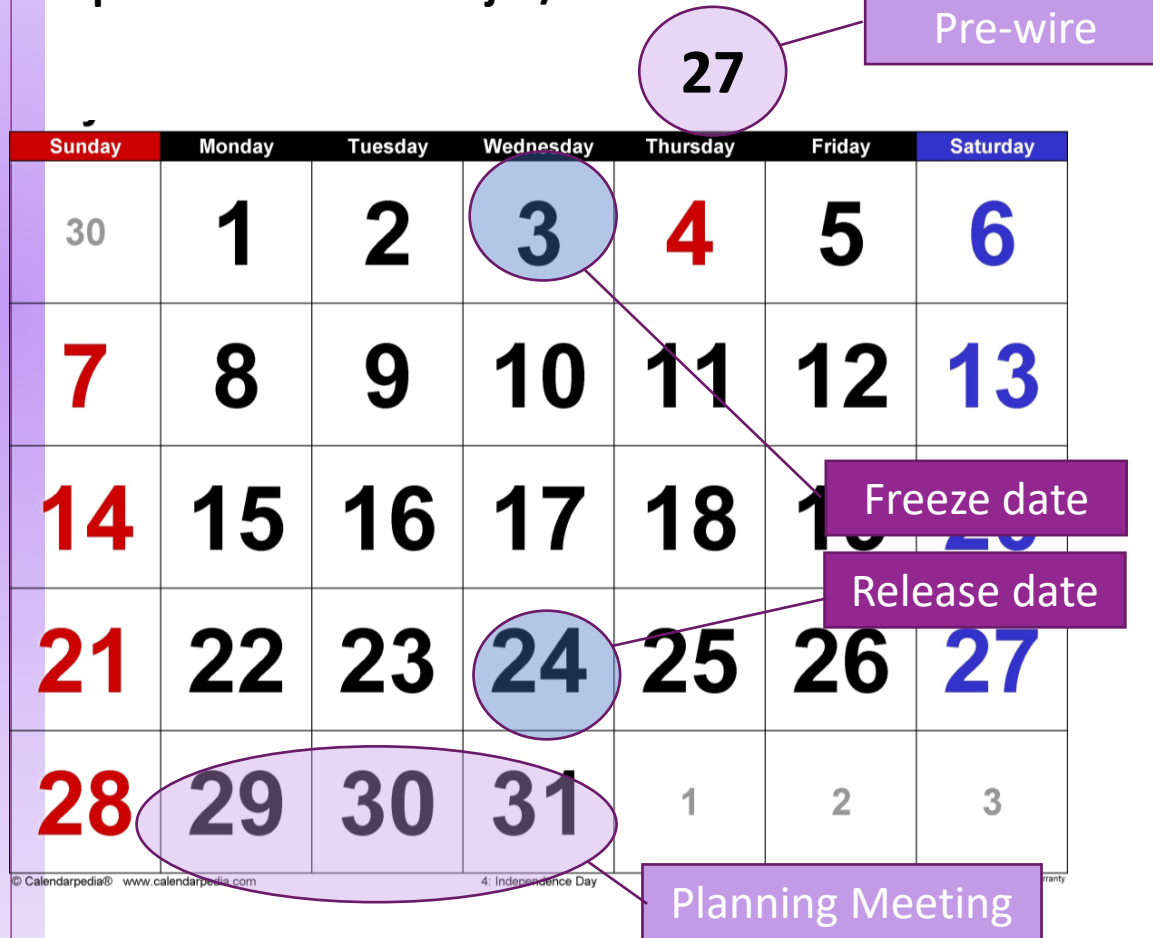 Pre-wire
27
Sunday Monday Tuesday Wednesday Thursday Friday Saturday
30 1 2 3 4 5 6
7 8 9 10 11 12 13
14 15 16 17 18
Freeze date
Release date
21 22 23 24 25 26 27
28 29 30 31 1 2 3
© Calendarpedia® www.calendarpedia.com 4: Independence Day
Planning Meeting